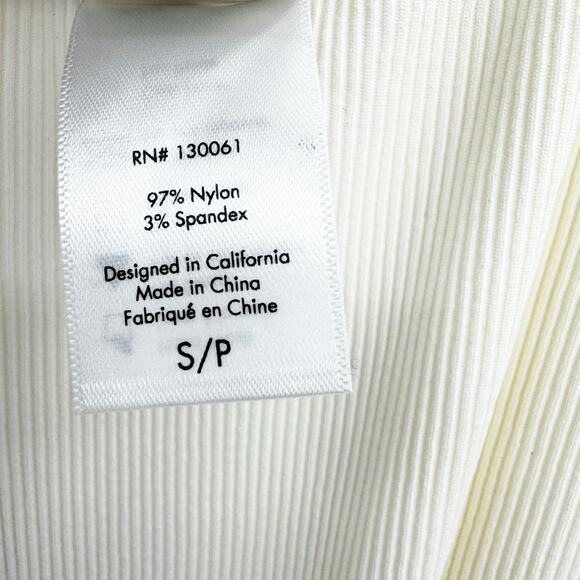 RN# 130061
97% Nylon
3% Spandex
Designed in California
Made in China
Fabriqué en Chine
S/P